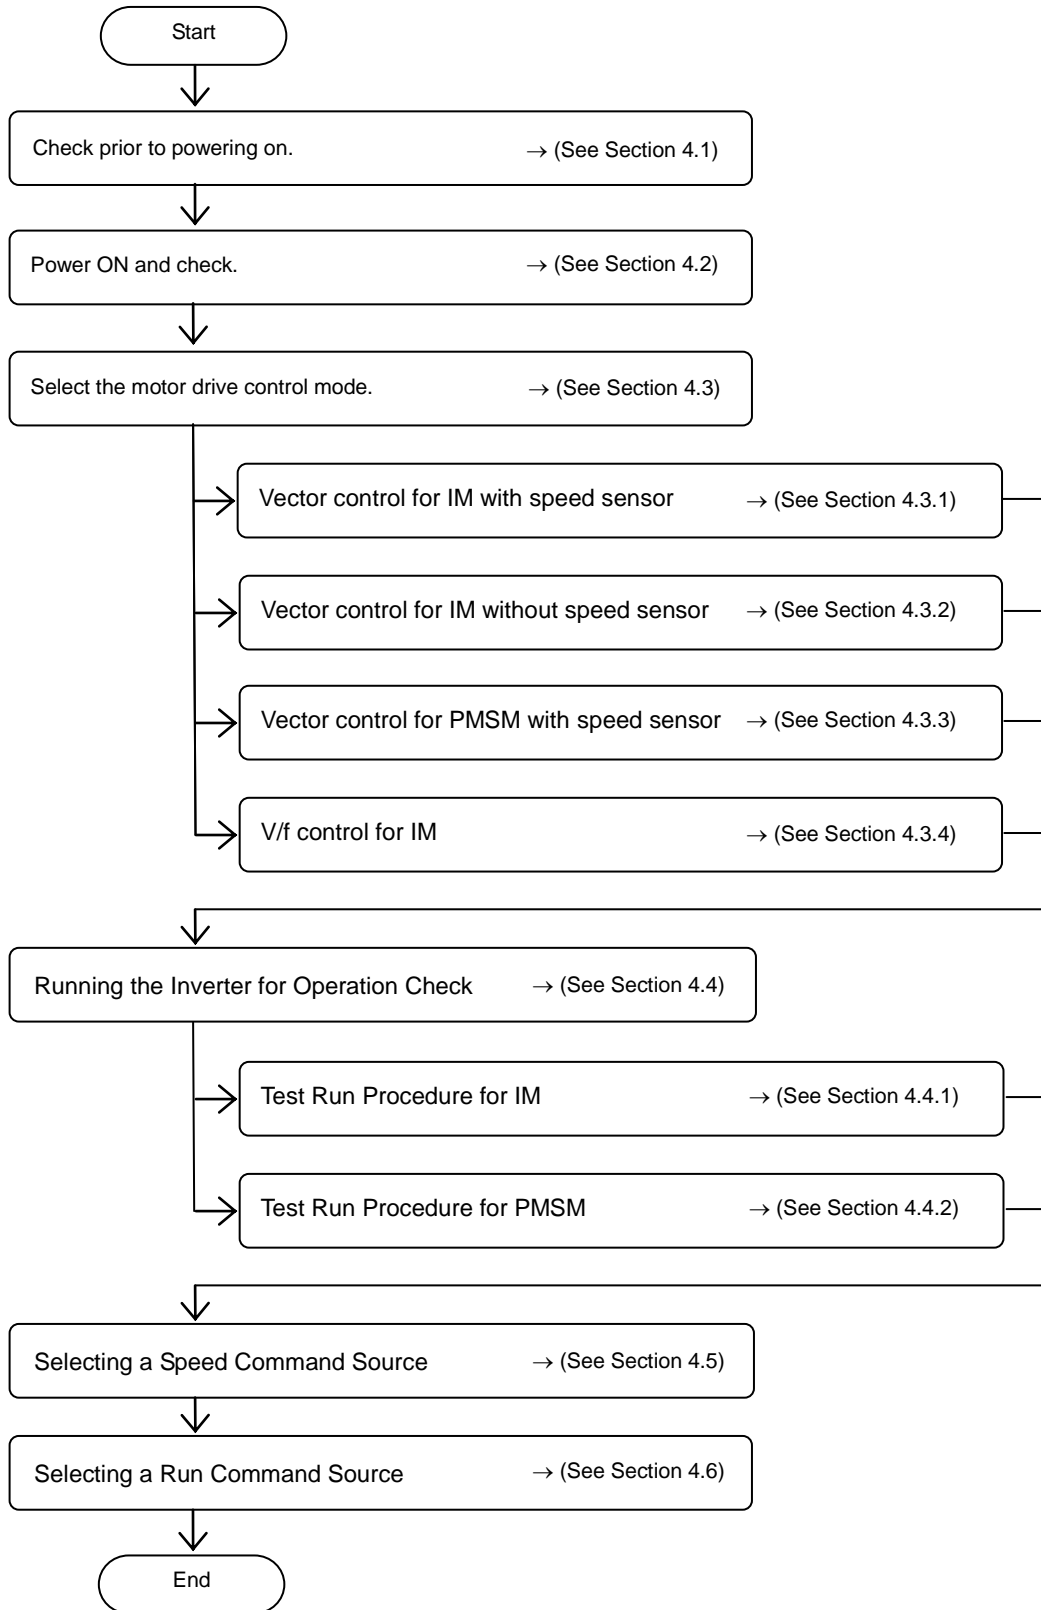 Start
Check prior to powering on. → (See Section 4.1)
Power ON and check. → (See Section 4.2)
Select the motor drive control mode. → (See Section 4.3)
Vector control for IM with speed sensor → (See Section 4.3.1)
Vector control for IM without speed sensor → (See Section 4.3.2)
Vector control for PMSM with speed sensor → (See Section 4.3.3)
V/f control for IM → (See Section 4.3.4)
Running the Inverter for Operation Check → (See Section 4.4)
Test Run Procedure for IM → (See Section 4.4.1)
Test Run Procedure for PMSM → (See Section 4.4.2)
Selecting a Speed Command Source → (See Section 4.5)
Selecting a Run Command Source → (See Section 4.6)
End